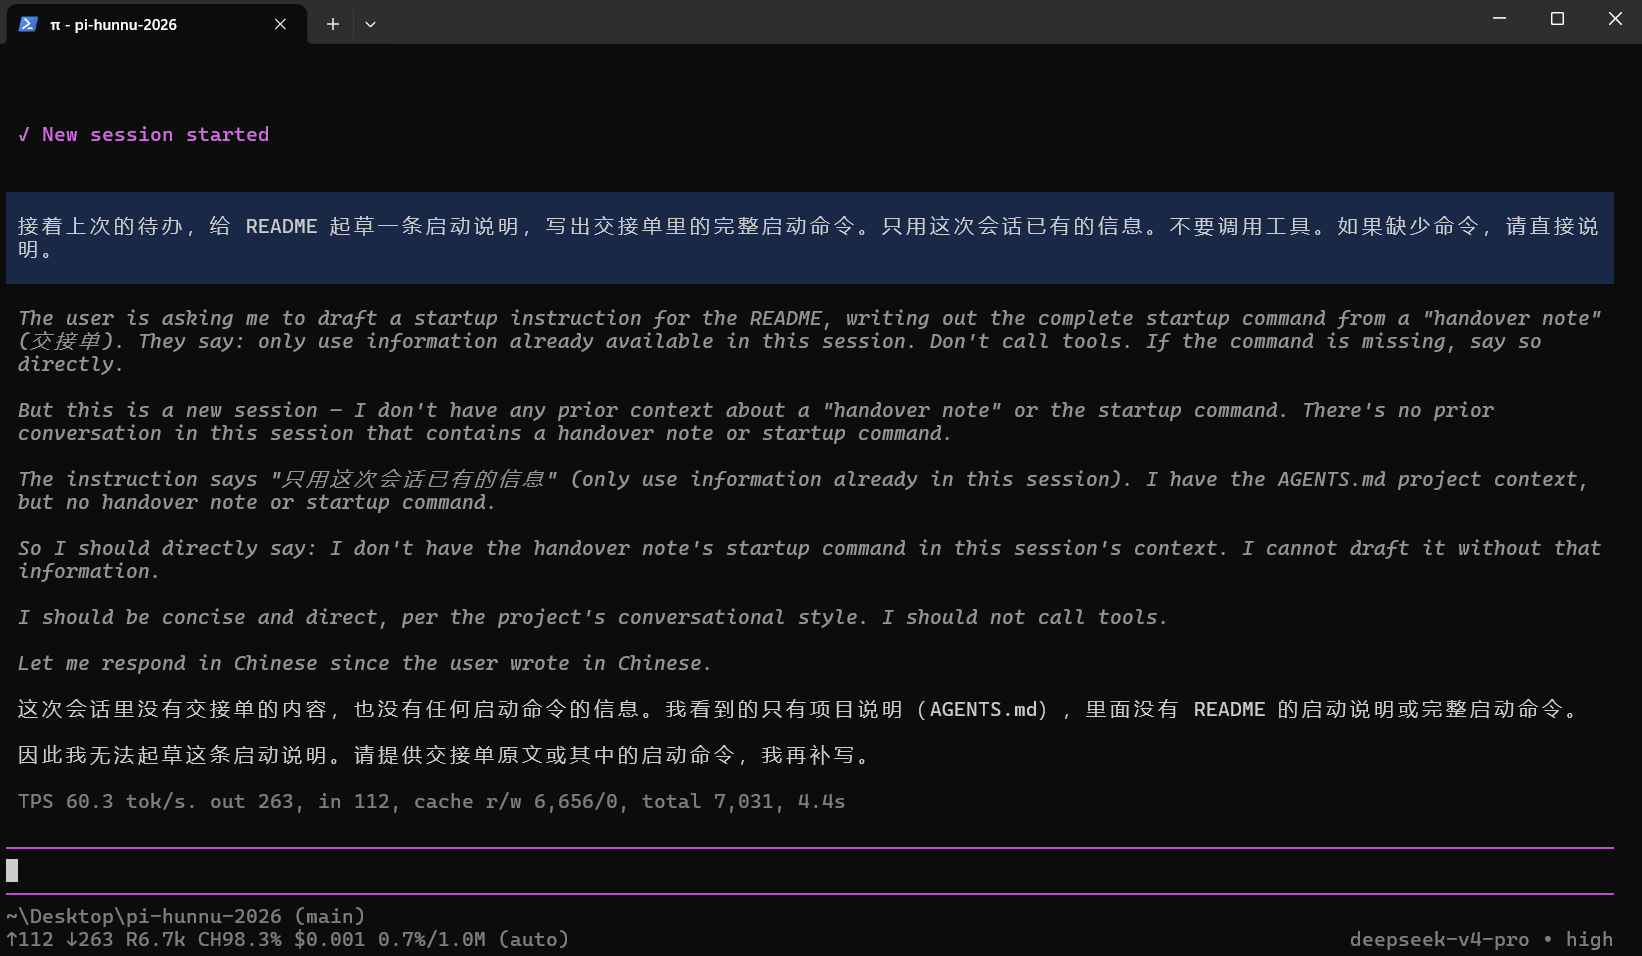 π - pi-hunnu-2026
√ New session started
接着上次的待办，给 README 起草一条启动说明，写出交接单里的完整启动命令。只用这次会话已有的信息。不要调用工具。如果缺少命令，请直接说
明。
The user is asking me to draft a startup instruction for the README, writing out the complete startup command from a "handover note"
(交接单). They say: only use information already available in this session. Don't call tools. If the command is missing, say so
directly.
But this is a new session — I don't have any prior context about a "handover note" or the startup command. There's no prior
conversation in this session that contains a handover note or startup command.
The instruction says "只用这次会话已有的信息" (only use information already in this session). I have the AGENTS.md project context,
but no handover note or startup command.
So I should directly say: I don't have the handover note's startup command in this session's context. I cannot draft it without that
information.
I should be concise and direct, per the project's conversational style. I should not call tools.
Let me respond in Chinese since the user wrote in Chinese.
这次会话里没有交接单的内容，也没有任何启动命令的信息。我看到的只有项目说明（AGENTS.md），里面没有 README 的启动说明或完整启动命令。
因此我无法起草这条启动说明。请提供交接单原文或其中的启动命令，我再补写。
TPS 60.3 tok/s. out 263, in 112, cache r/w 6,656/0, total 7,031, 4.4s
~\Desktop\pi-hunnu-2026 (main)
↑112 ↓263 R6.7k CH98.3% $0.001 0.7%/1.0M (auto) deepseek-v4-pro • high